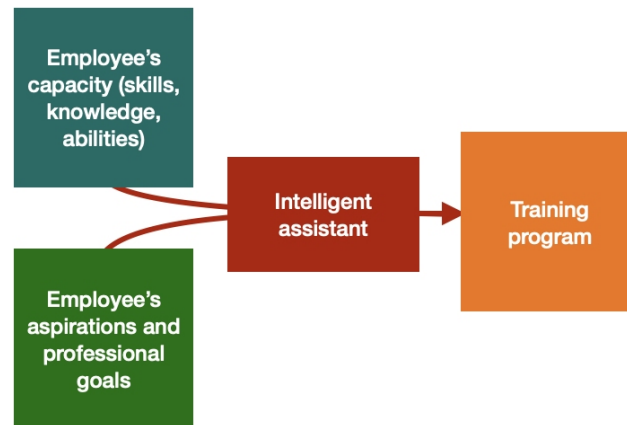 Employee's
capacity (skills,
knowledge,
abilities)
Intelligent
assistant
Training
program
Employee's
aspirations and
professional
goals